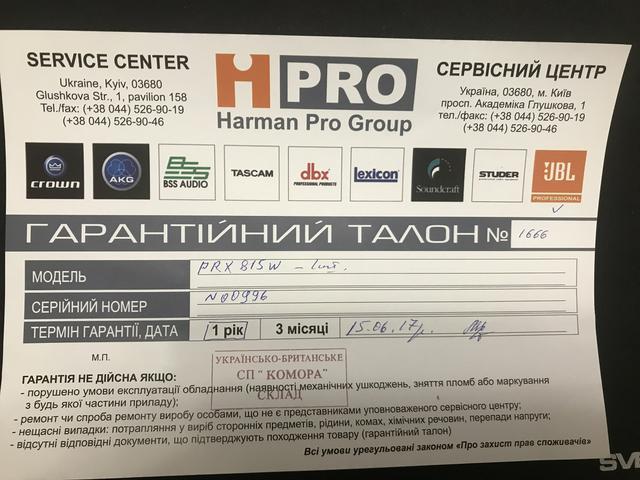 SERVICE CENTER
Ukraine, Kyiv, 03680
Glushkova Str., 1, pavilion 158
Tel./fax: (+38 044) 526-90-19
(+38 044) 526-90-46
H PRO
Harman Pro Group
СЕРВІСНИЙ ЦЕНТР
Україна, 03680, м. Київ
просп. Академіка Глушкова, 1
тел./факс: (+38 044) 526-90-19
(+38 044) 526-90-46
crown
AKG
BSS AUDIO
TASCAM
dbx
PROFESSIONAL PRODUCTS
lexicon
Soundcraft
STUDER
JBL
PROFESSIONAL
ГАРАНТІЙНИЙ ТАЛОН № 1666
МОДЕЛЬ PRX 815W – 1шт.
СЕРІЙНИЙ НОМЕР NQ0996
ТЕРМІН ГАРАНТІЇ, ДАТА 1 рік 3 місяці 15.06.17р.
М.П.
УКРАЇНСЬКО-БРИТАНСЬКЕ
СП "КОМОРА"
СКЛАД
ГАРАНТІЯ НЕ ДІЙСНА ЯКЩО:
- порушено умови експлуатації обладнання (наявності механічних ушкоджень, зняття пломб або маркування
з будь якої частини приладу);
- ремонт чи спроба ремонту виробу особами, що не є представниками уповноваженого сервісного центру;
- нещасні випадки: потрапляння у виріб сторонніх предметів, рідини, комах, хімічних речовин, перепади напруги;
- відсутні відповідні документи, що підтверджують походження товару (гарантійний талон)
Всі умови урегульовані законом «Про захист прав споживачів»